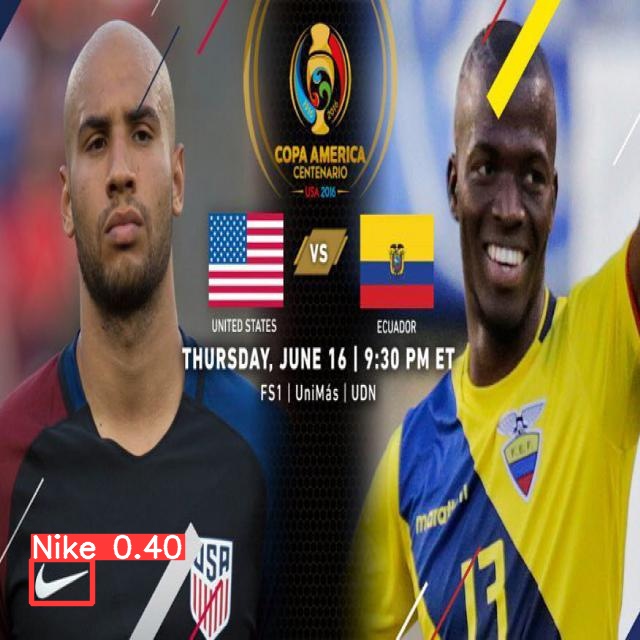 COPA AMERICA
CENTENARIO
USA 2016
VS
UNITED STATES
ECUADOR
THURSDAY, JUNE 16 | 9:30 PM ET
FS1 | UniMás | UDN
F.E.F.
marathon
13
Nike 0.40
USA